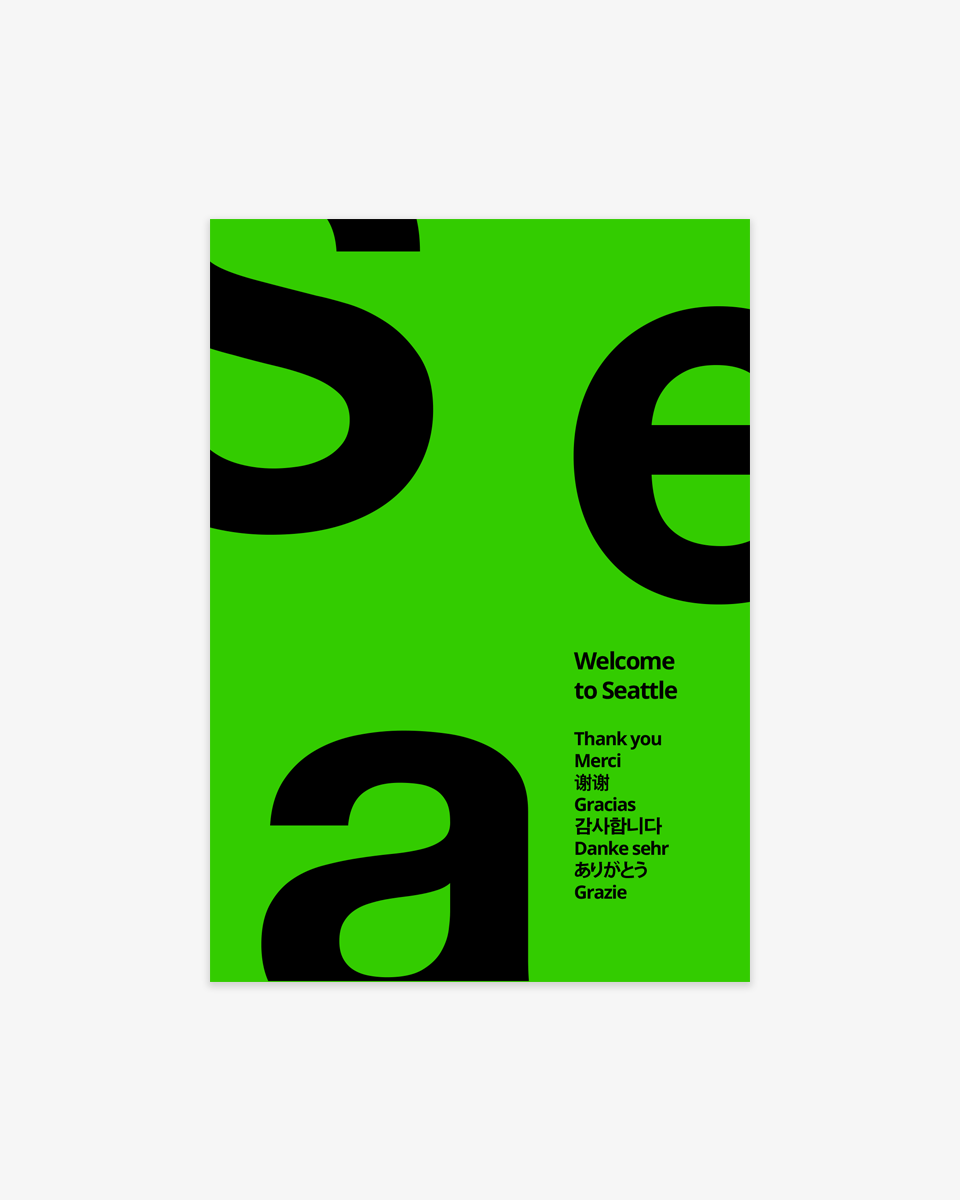 S
e
a
Welcome
to Seattle
Thank you
Merci
谢谢
Gracias
감사합니다
Danke sehr
ありがとう
Grazie